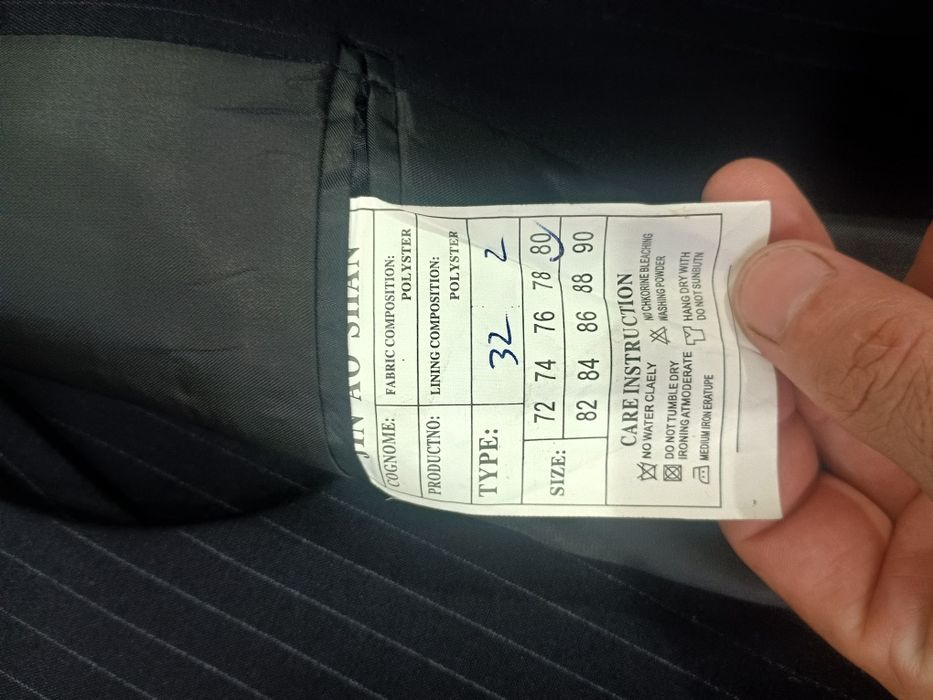 JIN AO SHAN
COGNOME: FABRIC COMPOSITION:
POLYSTER
PRODUCTNO: LINING COMPOSITION:
POLYSTER
TYPE: 32 2
SIZE: 72 74 76 78 80
82 84 86 88 90
CARE INSTRUCTION
NO WATER CLAELY NO CHKORINE BLEACHING
WASHING POWDER
DO NOT TUMBLE DRY HANG DRY WITH
IRONING ATMODERATE DO NOT SUNBUTN
MEDIUM IRON ERATUPE